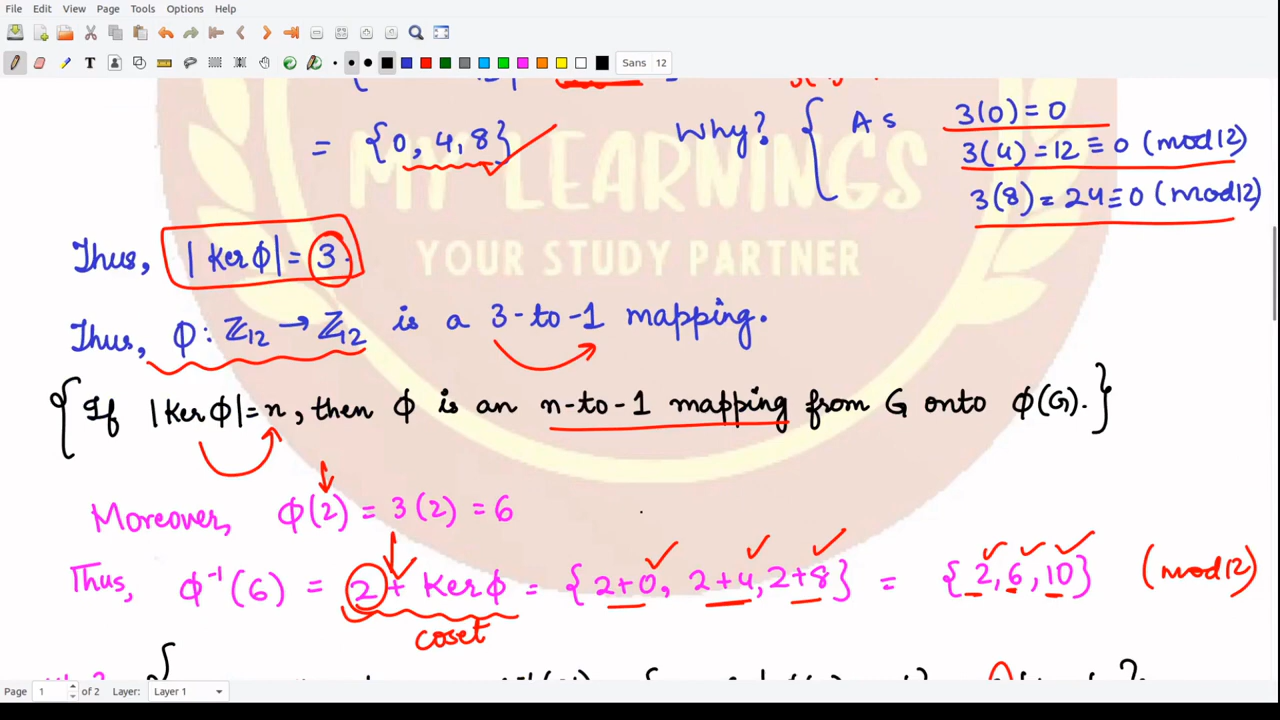 File Edit View Page Tools Options Help
Sans 12
MY LEARNINGS
YOUR STUDY PARTNER
= {0, 4, 8} Why? { As 3(0) = 0
3(4) = 12 ≡ 0 (mod 12)
3(8) = 24 ≡ 0 (mod 12)
Thus, |Ker Φ| = 3.
Thus, Φ : ℤ12 → ℤ12 is a 3-to-1 mapping.
{If |Ker Φ| = n, then Φ is an n-to-1 mapping from G onto Φ(G).}
Moreover, Φ(2) = 3(2) = 6
Thus, Φ⁻¹(6) = 2 + Ker Φ = {2+0, 2+4, 2+8} = {2, 6, 10} (mod 12)
coset
Page 1 of 2 Layer: Layer 1